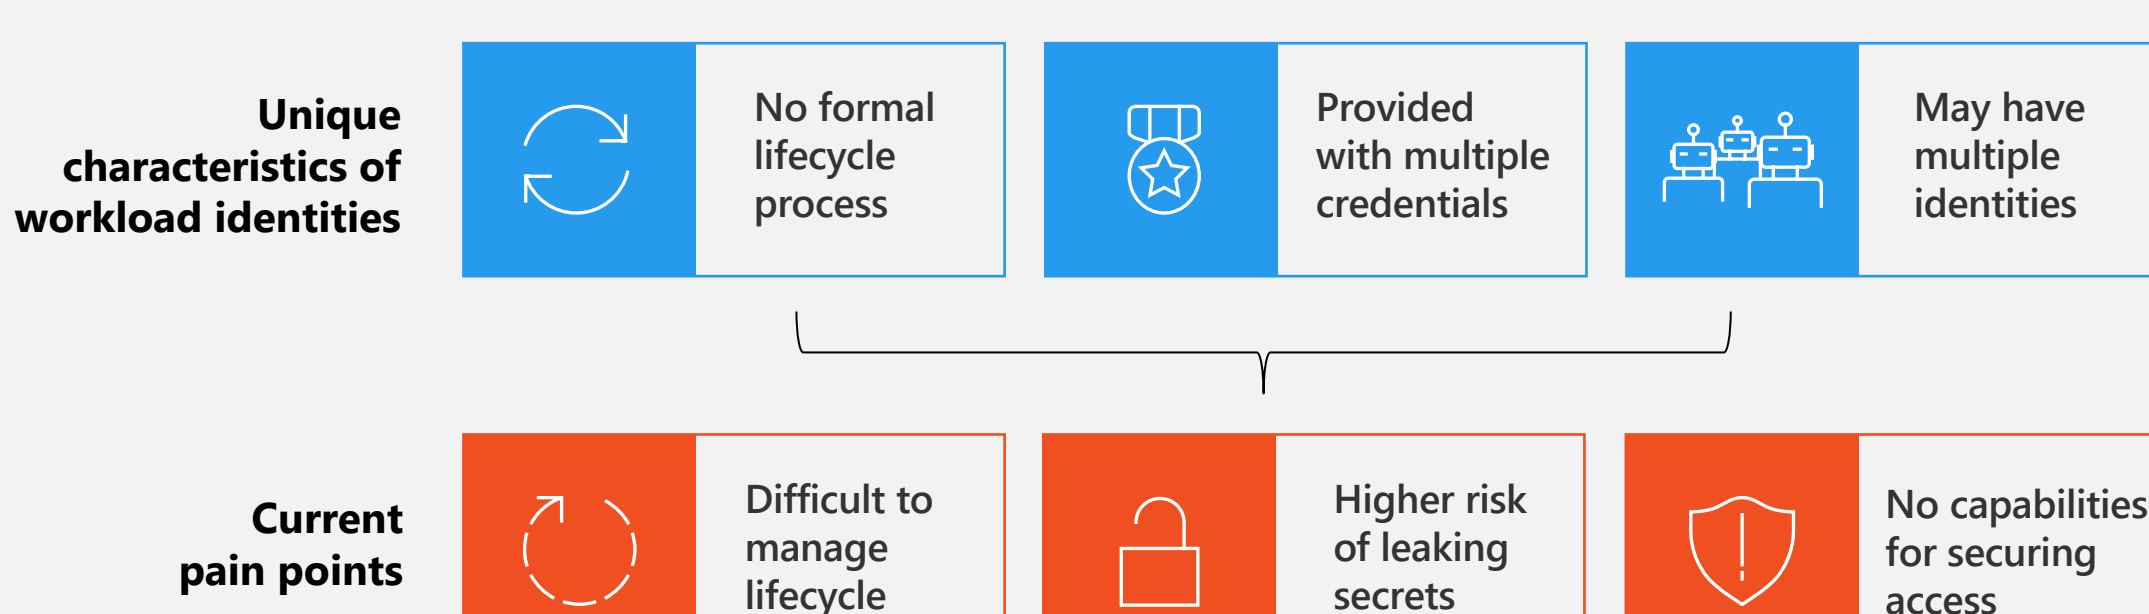 Unique
characteristics of
workload identities
No formal
lifecycle
process
Provided
with multiple
credentials
May have
multiple
identities
Current
pain points
Difficult to
manage
lifecycle
Higher risk
of leaking
secrets
No capabilities
for securing
access